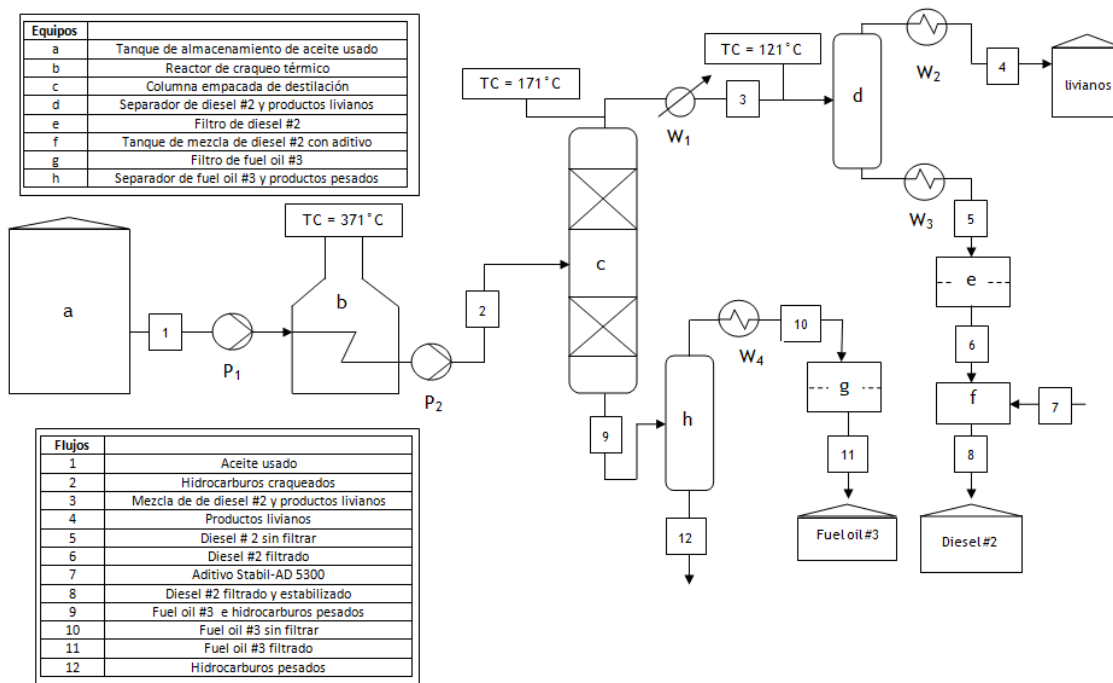 Equipos
a Tanque de almacenamiento de aceite usado
b Reactor de craqueo térmico
c Columna empacada de destilación
d Separador de diesel #2 y productos livianos
e Filtro de diesel #2
f Tanque de mezcla de diesel #2 con aditivo
g Filtro de fuel oil #3
h Separador de fuel oil #3 y productos pesados
TC = 171°C
TC = 121°C
W1
3
d
W2
4
livianos
W3
5
e
6
f
7
8
Diesel #2
TC = 371°C
a
1
P1
b
P2
2
c
9
h
W4
10
g
11
Fuel oil #3
12
Flujos
1 Aceite usado
2 Hidrocarburos craqueados
3 Mezcla de de diesel #2 y productos livianos
4 Productos livianos
5 Diesel # 2 sin filtrar
6 Diesel #2 filtrado
7 Aditivo Stabil-AD 5300
8 Diesel #2 filtrado y estabilizado
9 Fuel oil #3 e hidrocarburos pesados
10 Fuel oil #3 sin filtrar
11 Fuel oil #3 filtrado
12 Hidrocarburos pesados